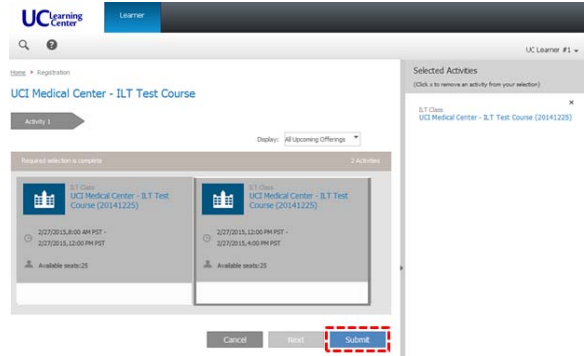 UC Learning Center
Learner
UC Learner #1
Home Registration
UCI Medical Center - ILT Test Course
Activity 1
Display: All Upcoming Offerings
Required selection is complete
2 Activities
ILT Class
UCI Medical Center - ILT Test
Course (20141225)
2/27/2015, 8:00 AM PST -
2/27/2015, 12:00 PM PST
Available seats:25
ILT Class
UCI Medical Center - ILT Test
Course (20141225)
2/27/2015, 12:00 PM PST -
2/27/2015, 4:00 PM PST
Available seats:25
Cancel
Next
Submit
Selected Activities
(Click x to remove an activity from your selection)
x
ILT Class
UCI Medical Center - ILT Test Course (20141225)